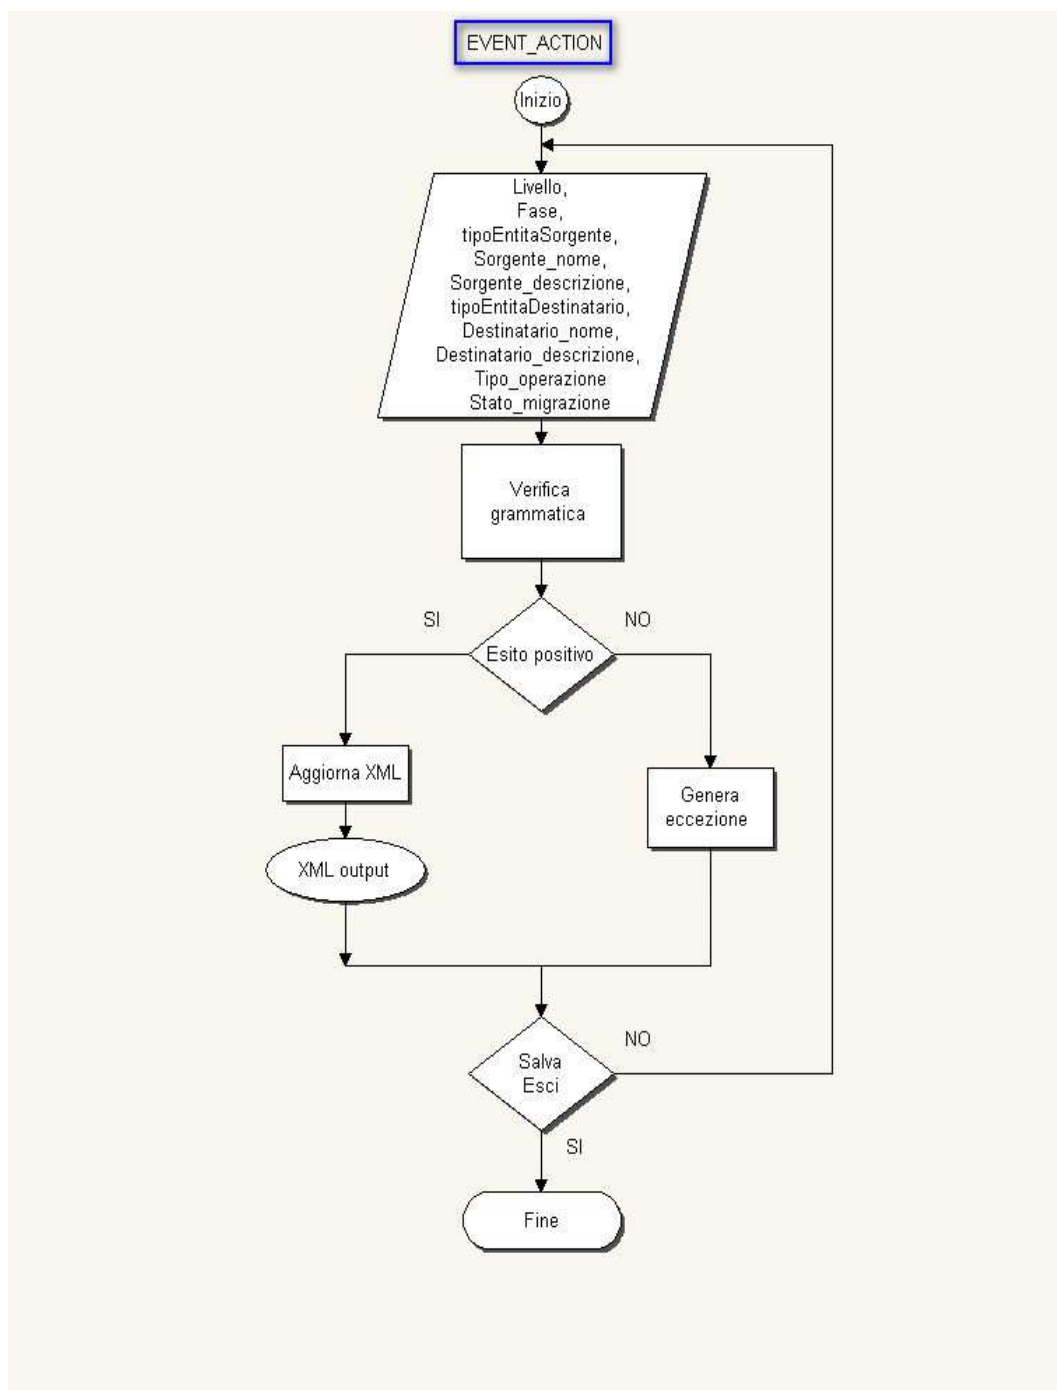 EVENT_ACTION
Inizio
Livello,
Fase,
tipoEntitaSorgente,
Sorgente_nome,
Sorgente_descrizione,
tipoEntitaDestinatario,
Destinatario_nome,
Destinatario_descrizione,
Tipo_operazione
Stato_migrazione
Verifica
grammatica
SI
NO
Esito positivo
Aggiorna XML
Genera
eccezione
XML output
NO
Salva
Esci
SI
Fine